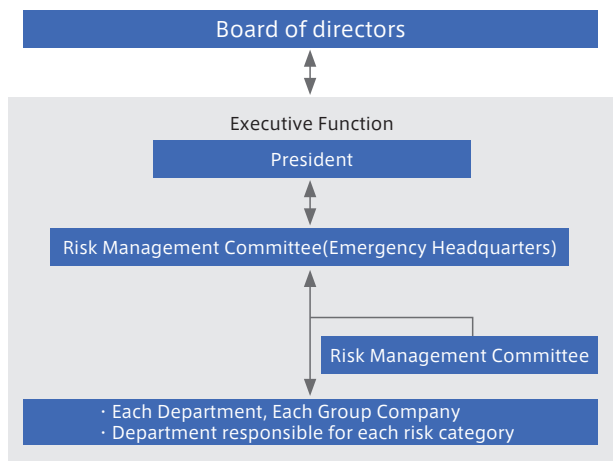 Board of directors
Executive Function
President
Risk Management Committee(Emergency Headquarters)
Risk Management Committee
· Each Department, Each Group Company
· Department responsible for each risk category